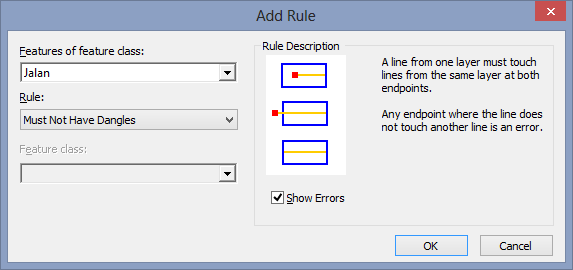 Add Rule
Features of feature class:
Jalan
Rule:
Must Not Have Dangles
Feature class:
Rule Description
A line from one layer must touch
lines from the same layer at both
endpoints.
Any endpoint where the line does
not touch another line is an error.
Show Errors
OK
Cancel